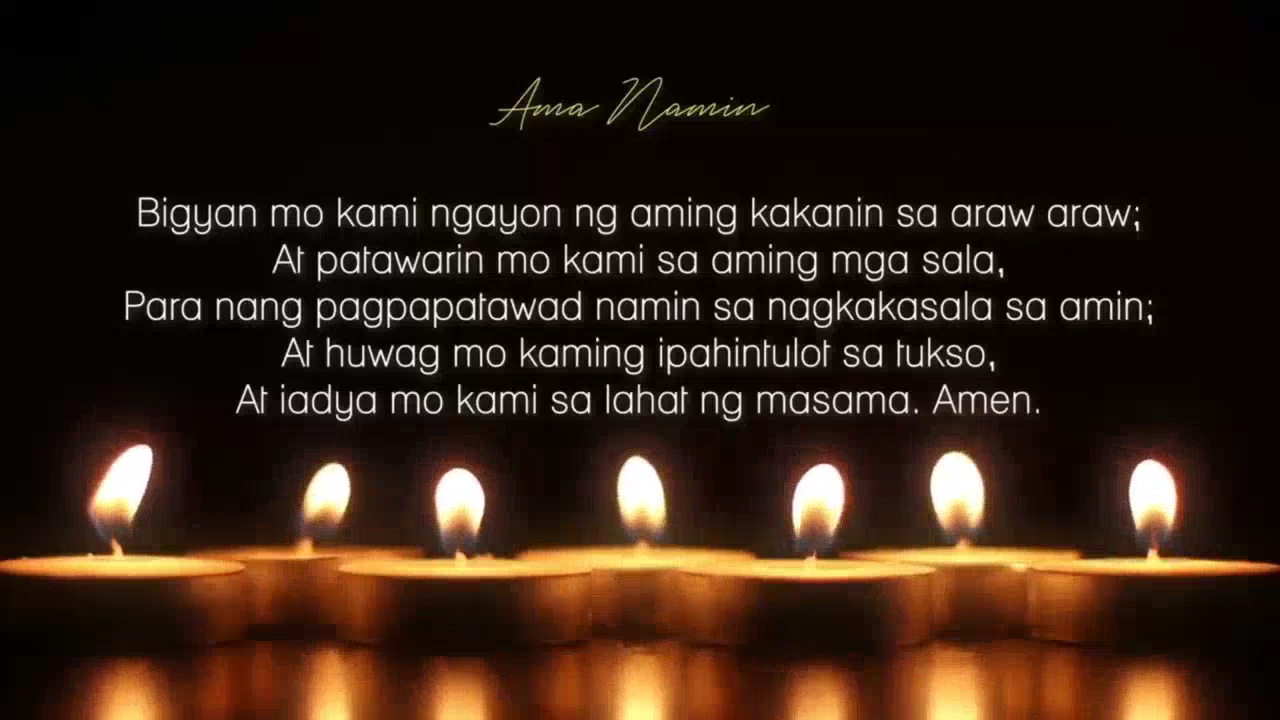 Ama Namin
Bigyan mo kami ngayon ng aming kakanin sa araw araw;
At patawarin mo kami sa aming mga sala,
Para nang pagpapatawad namin sa nagkakasala sa amin;
At huwag mo kaming ipahintulot sa tukso,
At iadya mo kami sa lahat ng masama. Amen.